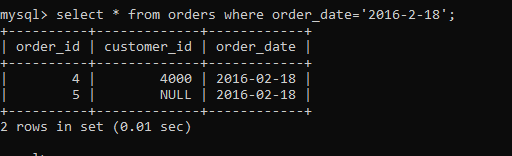 mysql> select * from orders where order_date='2016-2-18';
+----------+-------------+------------+
| order_id | customer_id | order_date |
+----------+-------------+------------+
|        4 |        4000 | 2016-02-18 |
|        5 |        NULL | 2016-02-18 |
+----------+-------------+------------+
2 rows in set (0.01 sec)